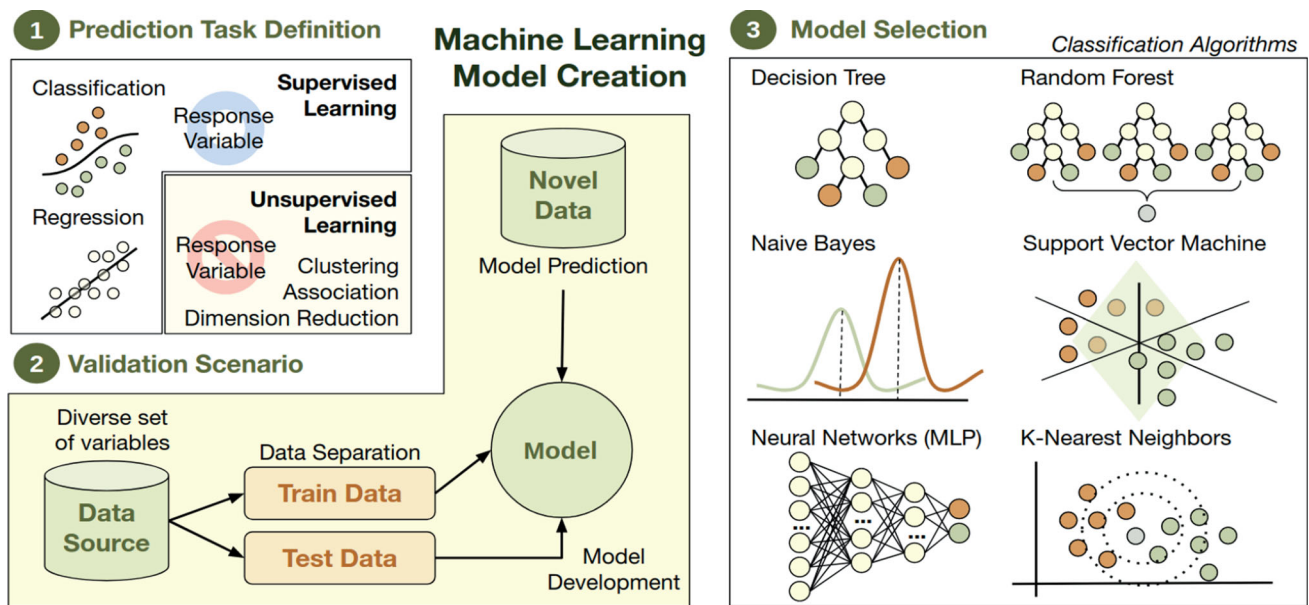 1 Prediction Task Definition
Machine Learning
Model Creation
Classification
Supervised
Learning
Response
Variable
Regression
Unsupervised
Learning
Response
Variable
Clustering
Association
Dimension Reduction
Novel
Data
Model Prediction
2 Validation Scenario
Diverse set
of variables
Data
Source
Data Separation
Train Data
Test Data
Model
Model
Development
3 Model Selection
Classification Algorithms
Decision Tree
Random Forest
Naive Bayes
Support Vector Machine
Neural Networks (MLP)
K-Nearest Neighbors
...
...
...
...